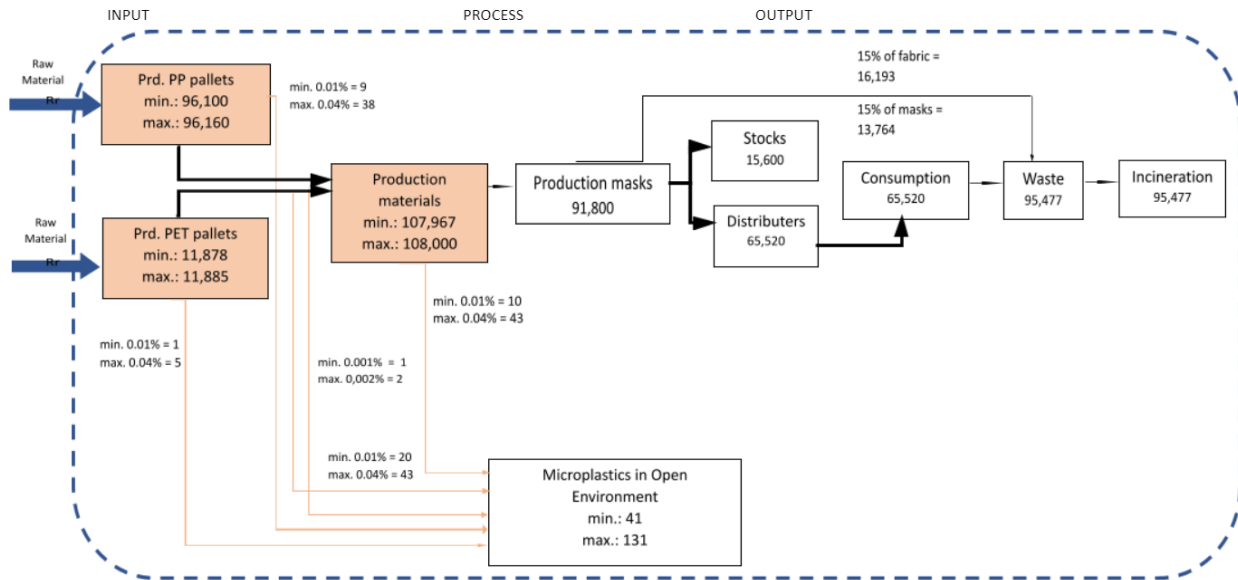 INPUT
PROCESS
OUTPUT
Raw
Material
Rr
Prd. PP pallets
min.: 96,100
max.: 96,160
min. 0.01% = 9
max. 0.04% = 38
15% of fabric =
16,193
15% of masks =
13,764
Production
materials
min.: 107,967
max.: 108,000
Production masks
91,800
Stocks
15,600
Distributers
65,520
Consumption
65,520
Waste
95,477
Incineration
95,477
Raw
Material
Rr
Prd. PET pallets
min.: 11,878
max.: 11,885
min. 0.01% = 10
max. 0.04% = 43
min. 0.01% = 1
max. 0.04% = 5
min. 0.001% = 1
max. 0,002% = 2
min. 0.01% = 20
max. 0.04% = 43
Microplastics in Open
Environment
min.: 41
max.: 131